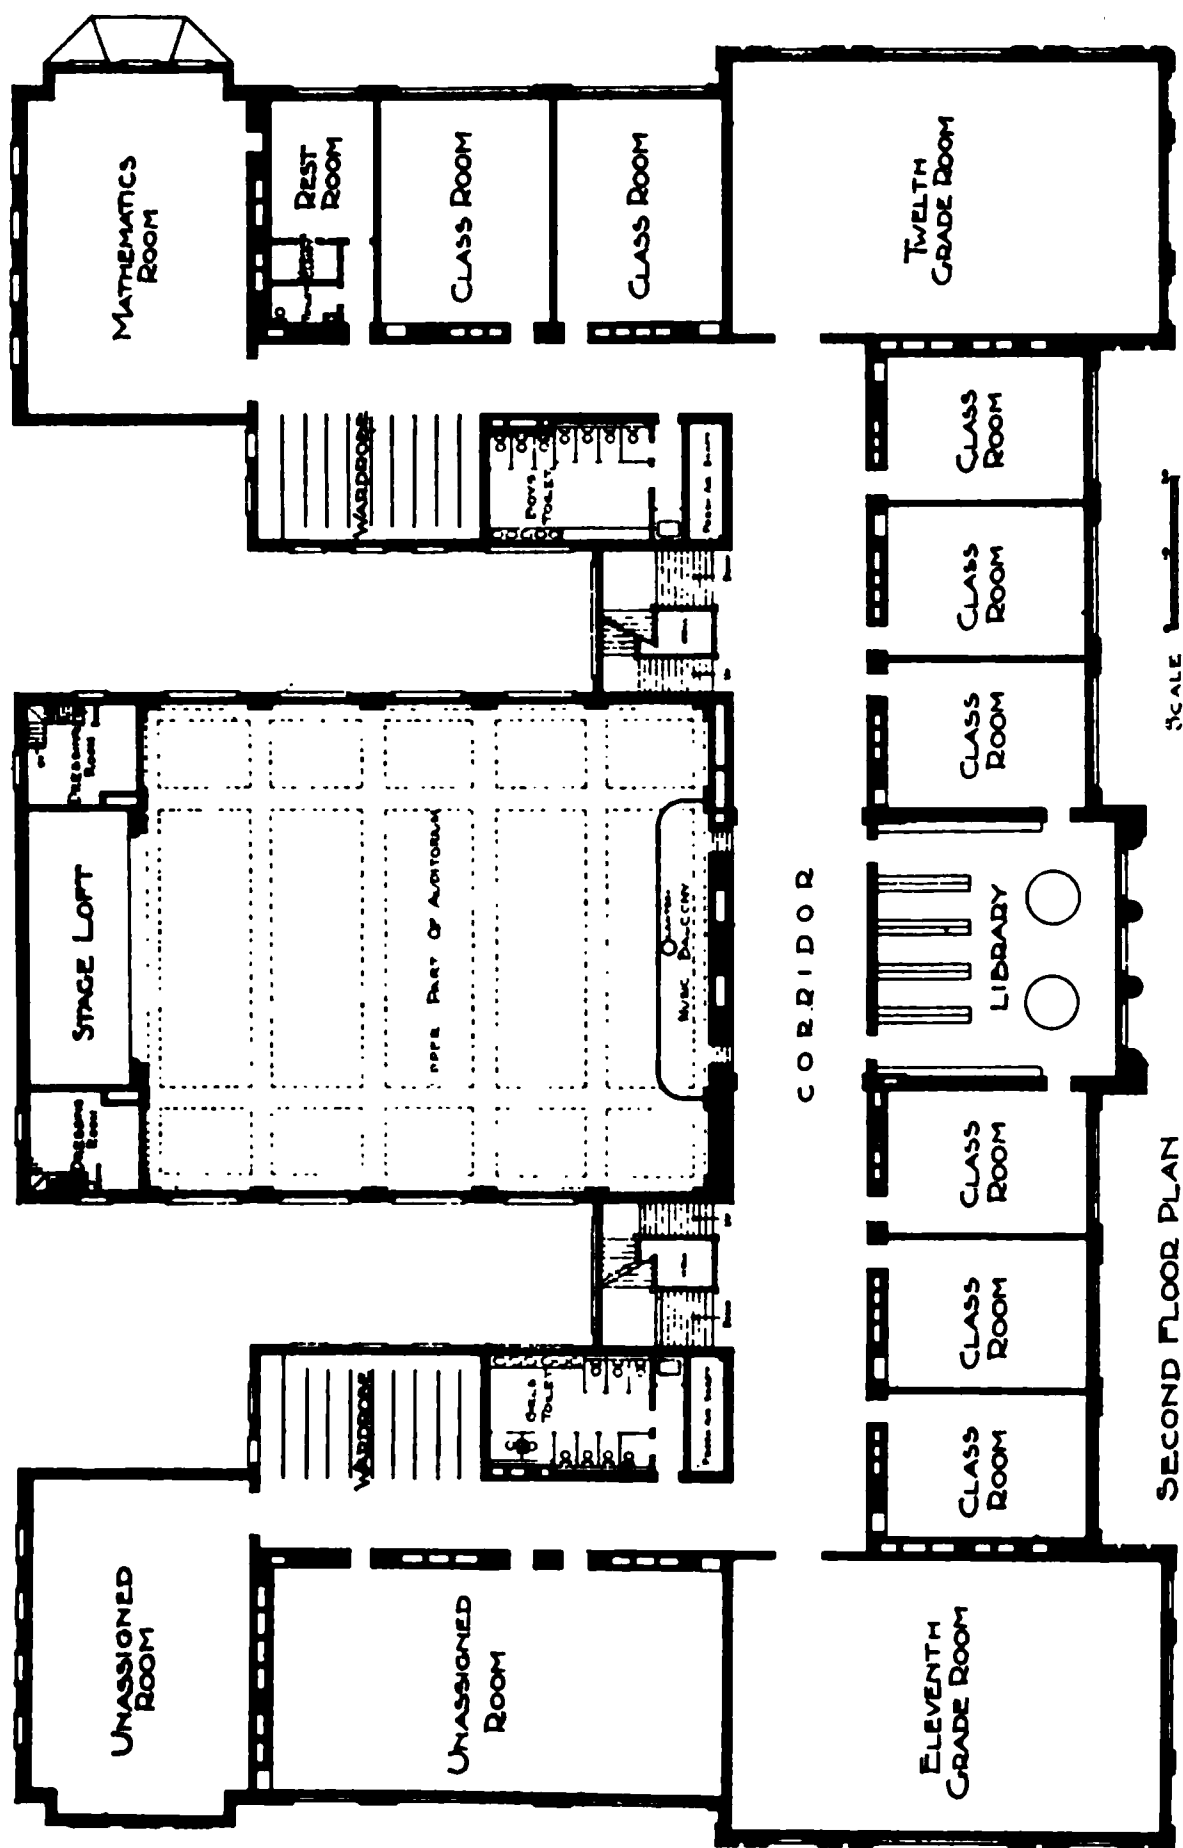 MATHEMATICS
ROOM
REST
ROOM
CLASS ROOM
CLASS ROOM
TWELTH
GRADE ROOM
WARDROBE
BOYS
TOILET
CLASS
ROOM
CLASS
ROOM
CLASS
ROOM
DRESSING
ROOM
STAGE LOFT
DRESSING
ROOM
UPPER PART OF AUDITORIUM
MUSIC BALCONY
CORRIDOR
LIBRARY
WARDROBE
GIRLS
TOILET
CLASS
ROOM
CLASS
ROOM
CLASS
ROOM
UNASSIGNED
ROOM
UNASSIGNED
ROOM
ELEVENTH
GRADE ROOM
SECOND FLOOR PLAN
SCALE